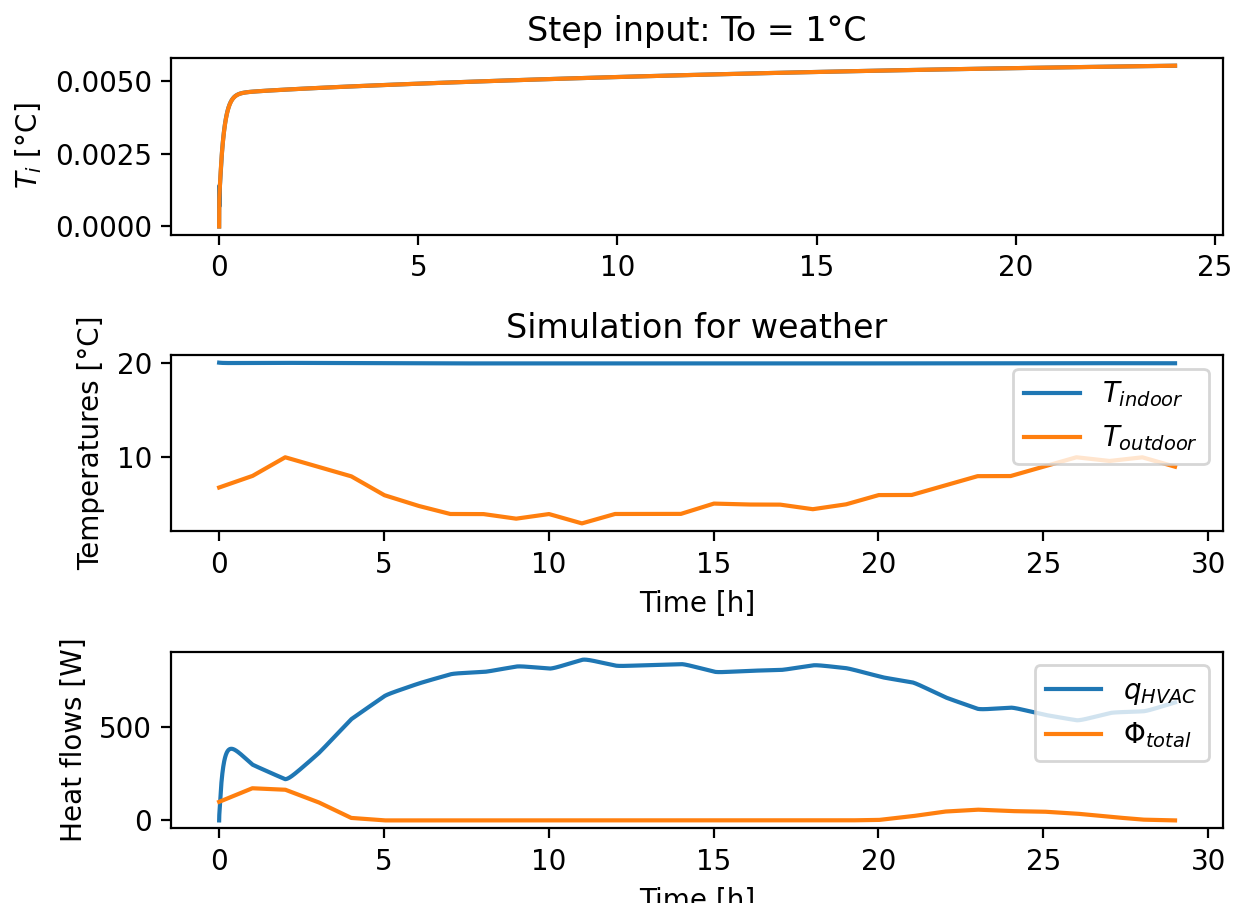 Step input: To = 1°C
T_i [°C]
0.0050
0.0025
0.0000
0 5 10 15 20 25
Simulation for weather
Temperatures [°C]
20
10
T_indoor
T_outdoor
0 5 10 15 20 25 30
Time [h]
Heat flows [W]
500
0
q_HVAC
Φ_total
0 5 10 15 20 25 30
Time [h]